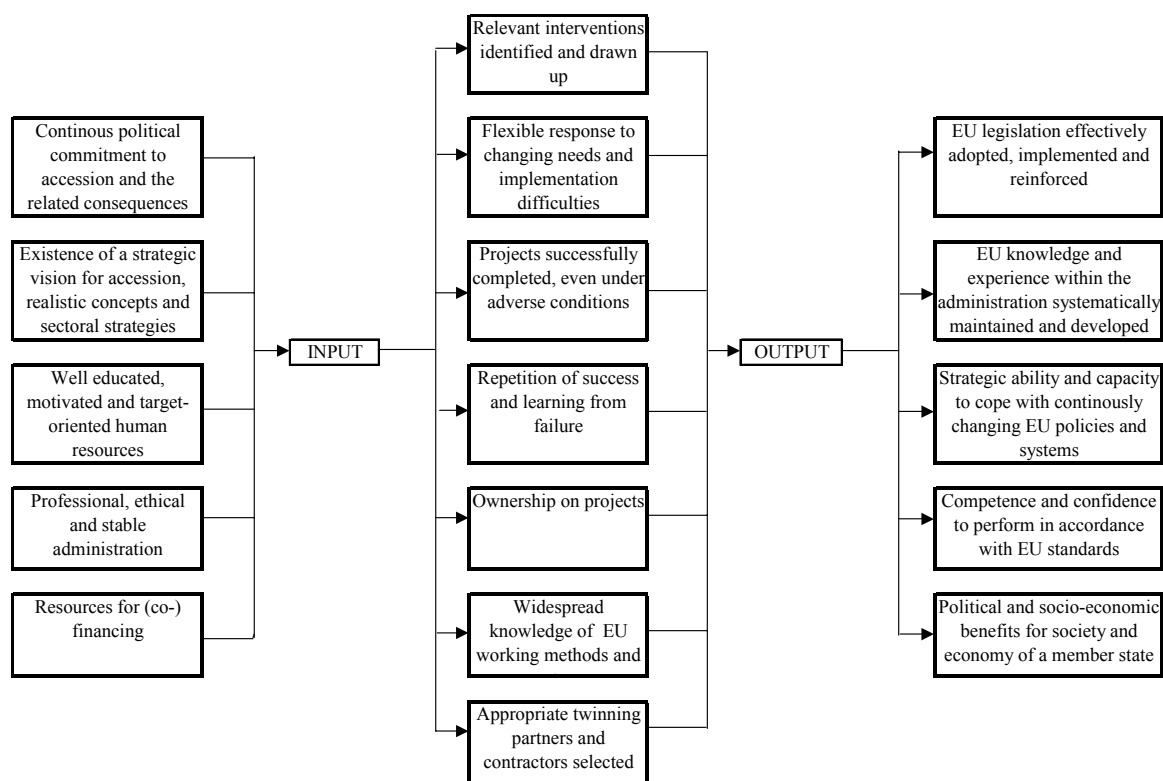 Continous political
commitment to
accession and the
related consequences
Existence of a strategic
vision for accession,
realistic concepts and
sectoral strategies
Well educated,
motivated and target-
oriented human
resources
Professional, ethical
and stable
administration
Resources for (co-)
financing
INPUT
Relevant interventions
identified and drawn
up
Flexible response to
changing needs and
implementation
difficulties
Projects successfully
completed, even under
adverse conditions
Repetition of success
and learning from
failure
Ownership on projects
Widespread
knowledge of EU
working methods and
Appropriate twinning
partners and
contractors selected
OUTPUT
EU legislation effectively
adopted, implemented and
reinforced
EU knowledge and
experience within the
administration systematically
maintained and developed
Strategic ability and capacity
to cope with continously
changing EU policies and
systems
Competence and confidence
to perform in accordance
with EU standards
Political and socio-economic
benefits for society and
economy of a member state